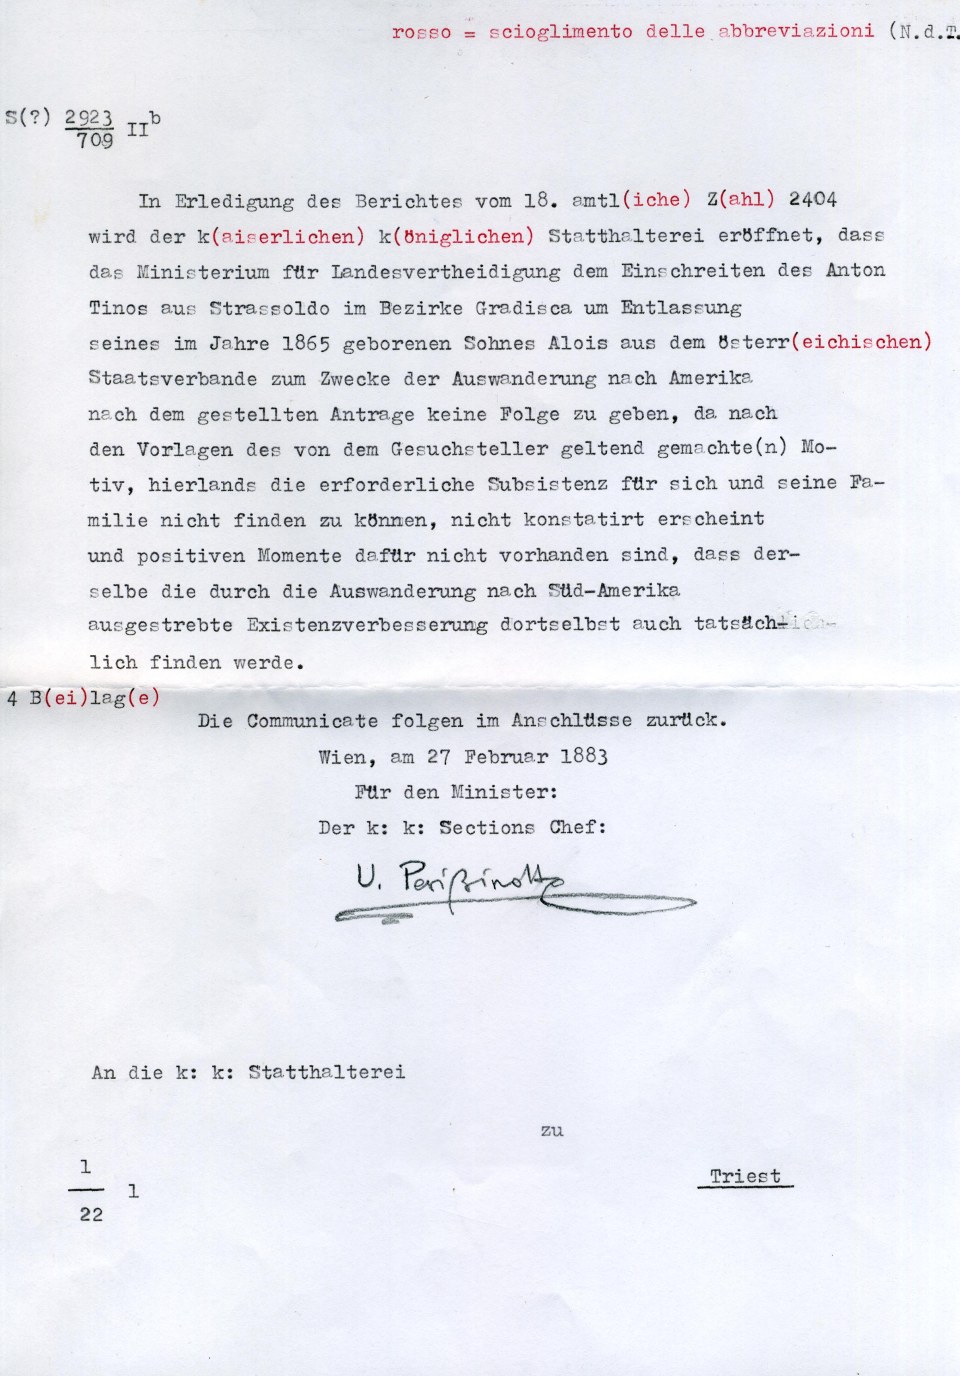 rosso = scioglimento delle abbreviazioni (N.d.T.
S(?) 2923 II b
709
In Erledigung des Berichtes vom 18. amtl(iche) Z(ahl) 2404
wird der k(aiserlichen) k(öniglichen) Statthalterei eröffnet, dass
das Ministerium für Landesvertheidigung dem Einschreiten des Anton
Tinos aus Strassoldo im Bezirke Gradisca um Entlassung
seines im Jahre 1865 geborenen Sohnes Alois aus dem österr(eichischen)
Staatsverbande zum Zwecke der Auswanderung nach Amerika
nach dem gestellten Antrage keine Folge zu geben, da nach
den Vorlagen des von dem Gesuchsteller geltend gemachte(n) Mo-
tiv, hierlands die erforderliche Subsistenz für sich und seine Fa-
milie nicht finden zu können, nicht konstatirt erscheint
und positiven Momente dafür nicht vorhanden sind, dass der-
selbe die durch die Auswanderung nach Süd-Amerika
ausgestrebte Existenzverbesserung dortselbst auch tatsäch-
lich finden werde.
4 B(ei)lag(e)
Die Communicate folgen im Anschlüsse zurück.
Wien, am 27 Februar 1883
Für den Minister:
Der k: k: Sections Chef:
U. Perißinotto
An die k: k: Statthalterei
zu
Triest
1
1
22